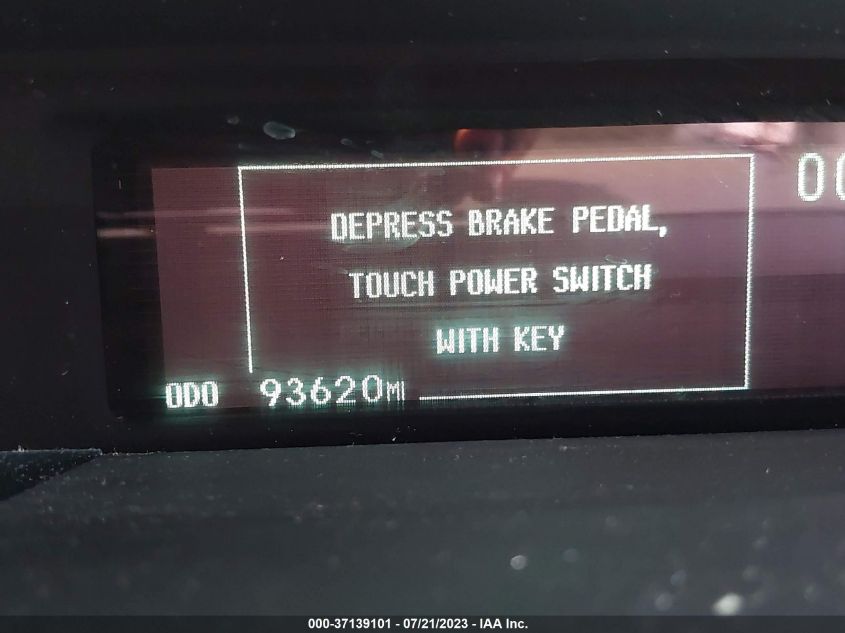 DEPRESS BRAKE PEDAL,
TOUCH POWER SWITCH
WITH KEY
ODO 93620MI
000-37139101 - 07/21/2023 - IAA Inc.